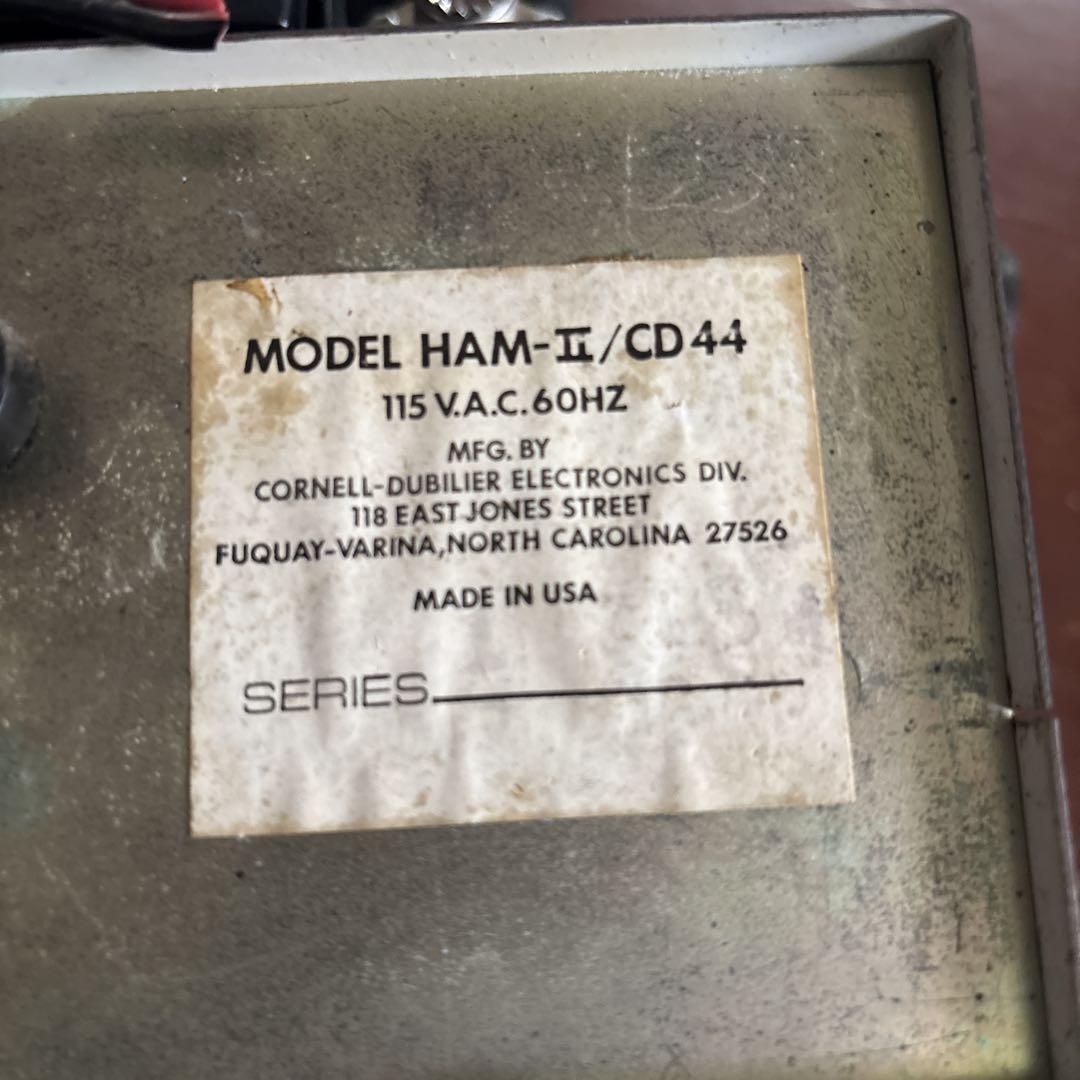 MODEL HAM-II/CD44
115 V.A.C. 60HZ
MFG. BY
CORNELL-DUBILIER ELECTRONICS DIV.
118 EAST JONES STREET
FUQUAY-VARINA, NORTH CAROLINA 27526
MADE IN USA
SERIES